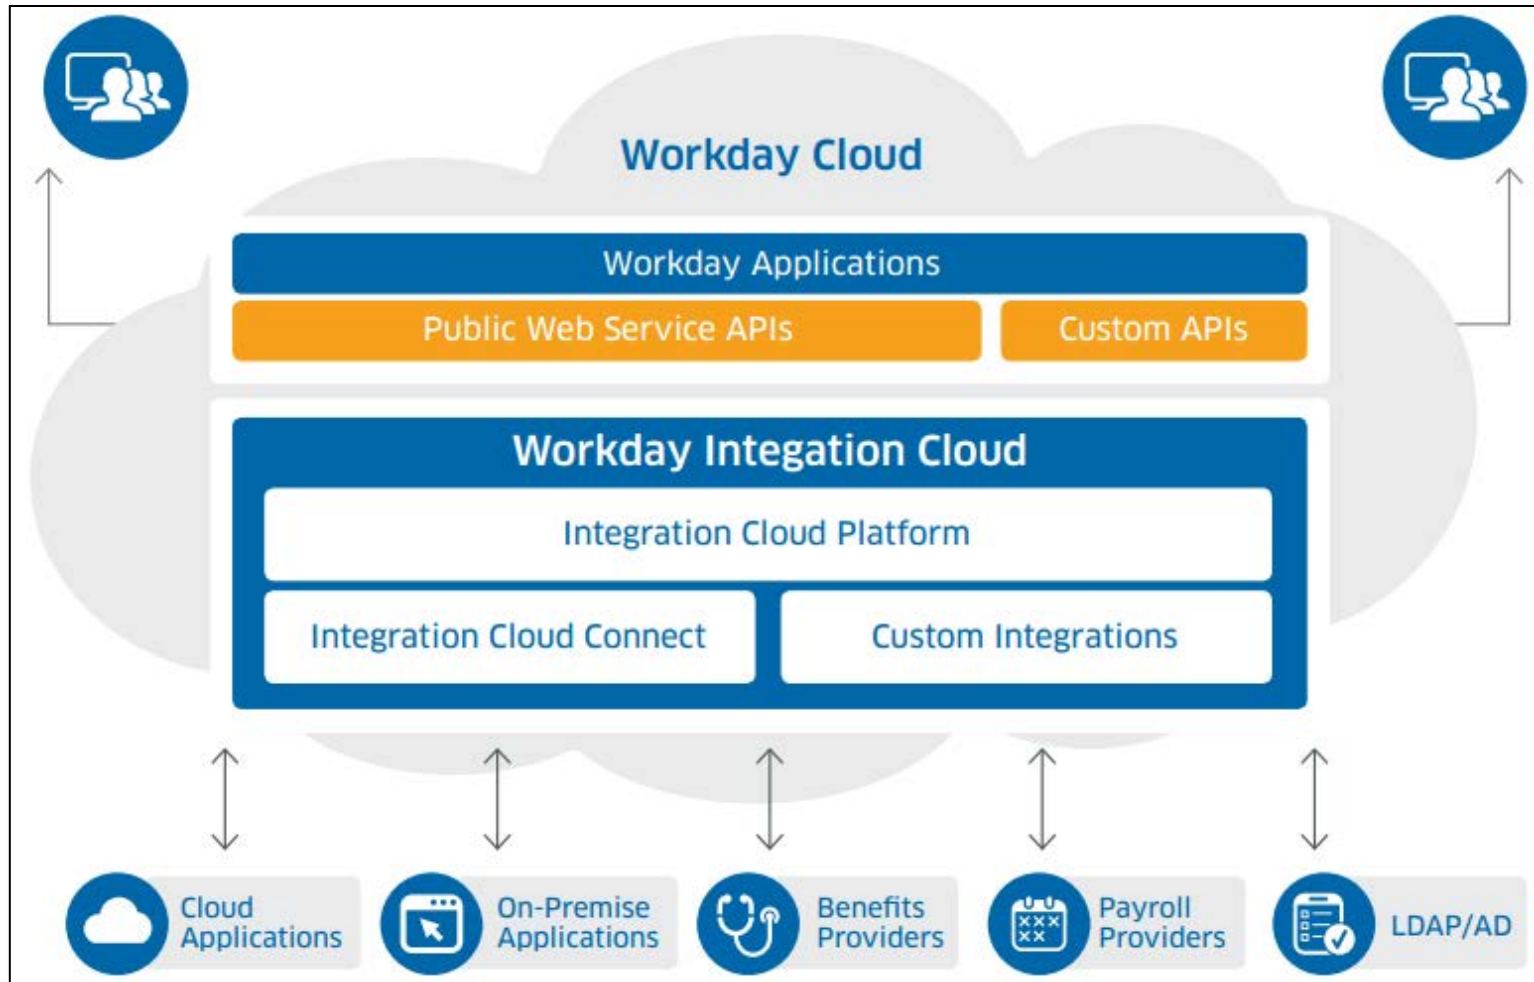 Workday Cloud
Workday Applications
Public Web Service APIs
Custom APIs
Workday Integation Cloud
Integration Cloud Platform
Integration Cloud Connect
Custom Integrations
Cloud
Applications
On-Premise
Applications
Benefits
Providers
Payroll
Providers
LDAP/AD